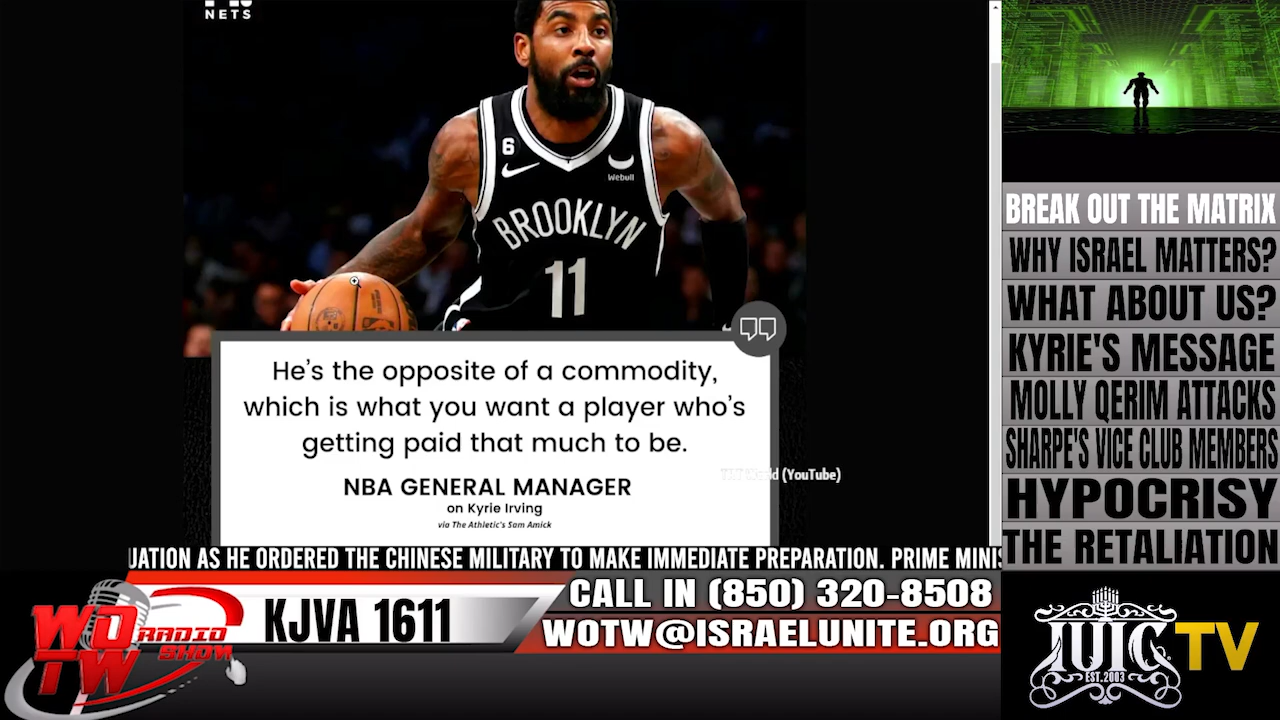 NETS
6
Webull
BROOKLYN
11
He's the opposite of a commodity,
which is what you want a player who's
getting paid that much to be.
NBA GENERAL MANAGER
on Kyrie Irving
via The Athletic's Sam Amick
(YouTube)
UATION AS HE ORDERED THE CHINESE MILITARY TO MAKE IMMEDIATE PREPARATION. PRIME MINIS
WOTW
RADIO
SHOW
KJVA 1611
CALL IN (850) 320-8508
WOTW@ISRAELUNITE.ORG
BREAK OUT THE MATRIX
WHY ISRAEL MATTERS?
WHAT ABOUT US?
KYRIE'S MESSAGE
MOLLY QERIM ATTACKS
SHARPE'S VICE CLUB MEMBERS
HYPOCRISY
THE RETALIATION
IUIC TV
EST. 2003